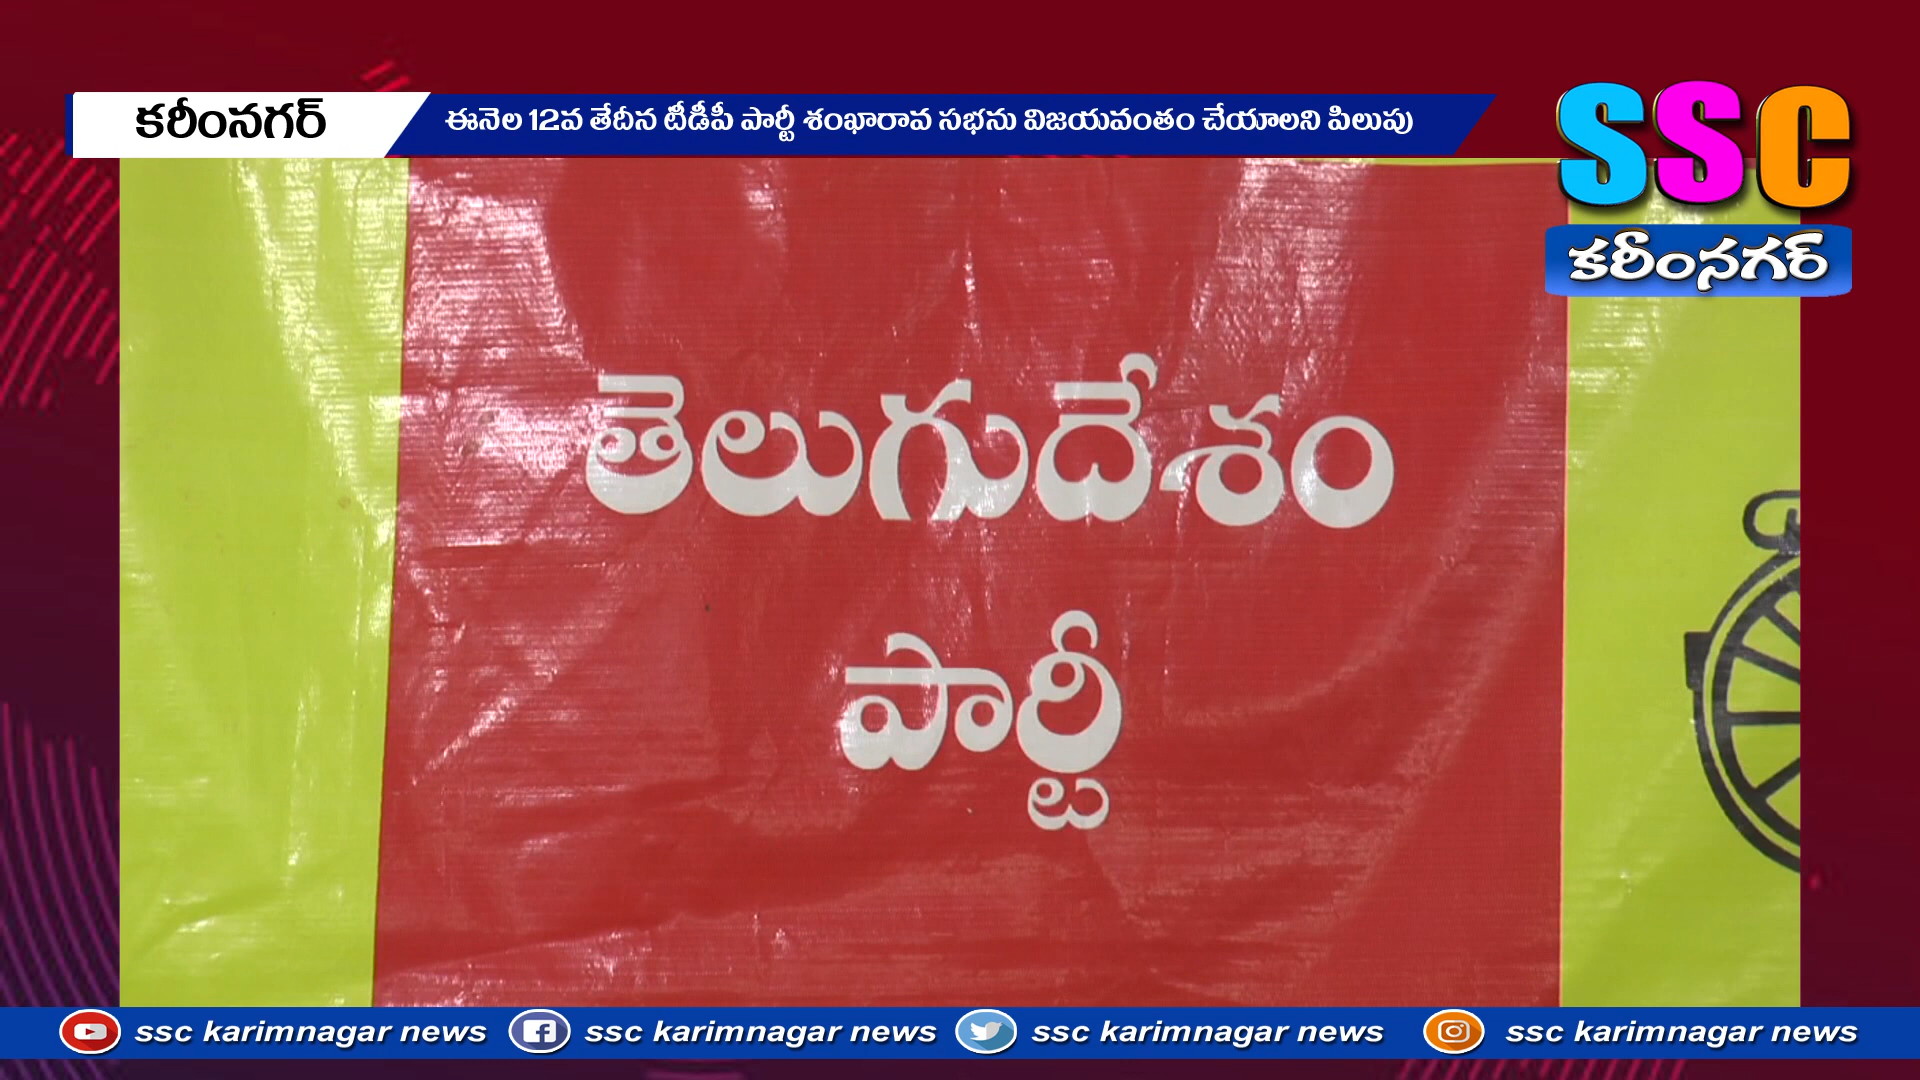 కరీంనగర్
ఈనెల 12వ తేదీన టీడీపీ పార్టీ శంఖారావ సభను విజయవంతం చేయాలని పిలుపు
SSC
కరీంనగర్
తెలుగుదేశం
పార్టీ
ssc karimnagar news ssc karimnagar news ssc karimnagar news ssc karimnagar news